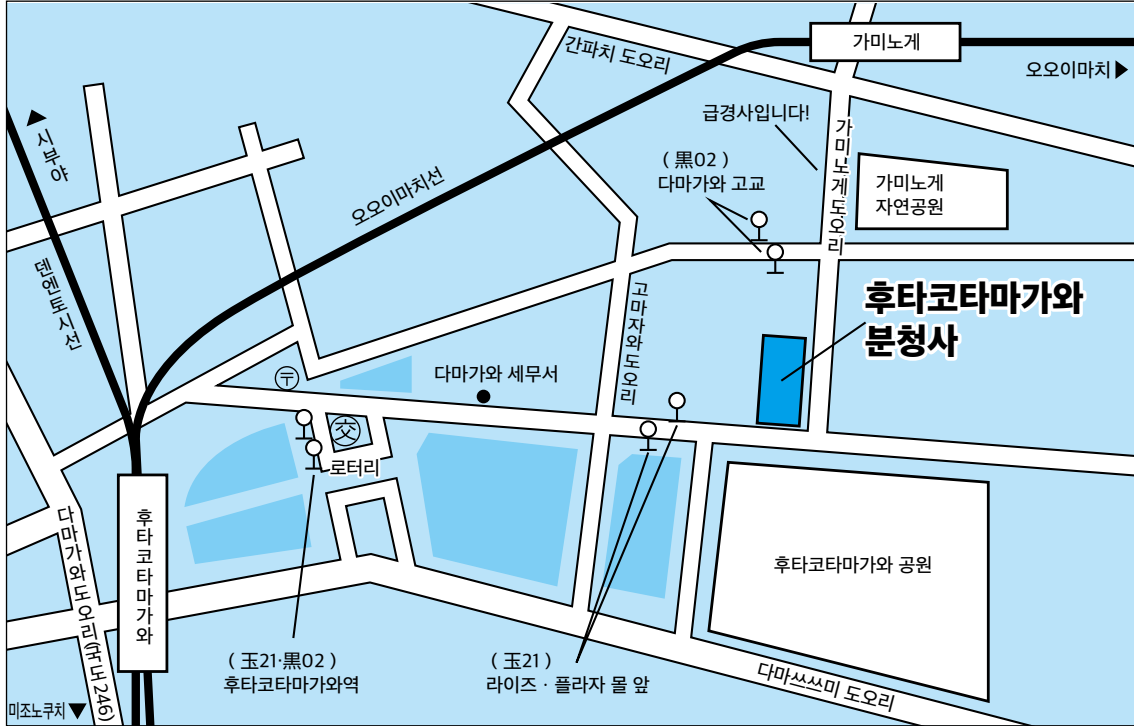 가미노게
오오이마치 ▶
간파치 도오리
급경사입니다!
가미노게도오리
( 黒02 )
다마가와 고교
가미노게
자연공원
▲
시부야
덴엔토시선
오오이마치선
고마자와도오리
후타코타마가와
분청사
다마가와 세무서
〒
交
로터리
후타코타마가와
다마가와도오리(국도246)
후타코타마가와 공원
( 玉21·黒02 )
후타코타마가와역
( 玉21 )
라이즈 · 플라자 몰 앞
다마쓰쓰미 도오리
미조노쿠치 ▼